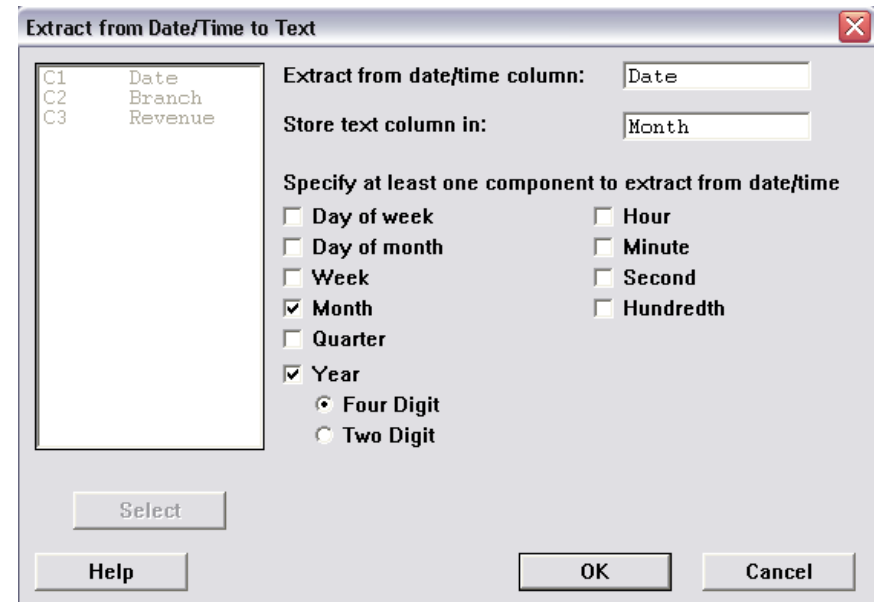 Extract from Date/Time to Text
C1 Date
C2 Branch
C3 Revenue
Extract from date/time column: Date
Store text column in: Month
Specify at least one component to extract from date/time
Day of week
Day of month
Week
Month
Quarter
Year
Four Digit
Two Digit
Hour
Minute
Second
Hundredth
Select
Help
OK
Cancel